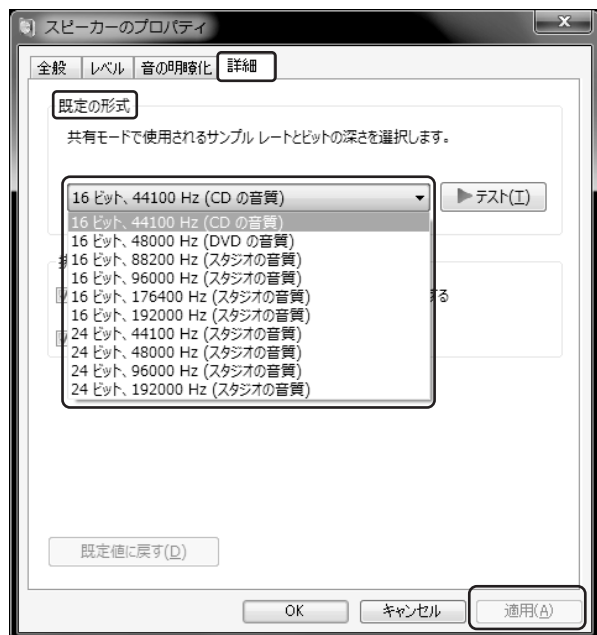 スピーカーのプロパティ
全般 レベル 音の明瞭化 詳細
既定の形式
共有モードで使用されるサンプル レートとビットの深さを選択します。
16 ビット、44100 Hz (CD の音質) テスト(T)
16 ビット、44100 Hz (CD の音質)
16 ビット、48000 Hz (DVD の音質)
16 ビット、88200 Hz (スタジオの音質)
16 ビット、96000 Hz (スタジオの音質)
16 ビット、176400 Hz (スタジオの音質)
16 ビット、192000 Hz (スタジオの音質)
24 ビット、44100 Hz (スタジオの音質)
24 ビット、48000 Hz (スタジオの音質)
24 ビット、96000 Hz (スタジオの音質)
24 ビット、192000 Hz (スタジオの音質)
既定値に戻す(D)
OK キャンセル 適用(A)